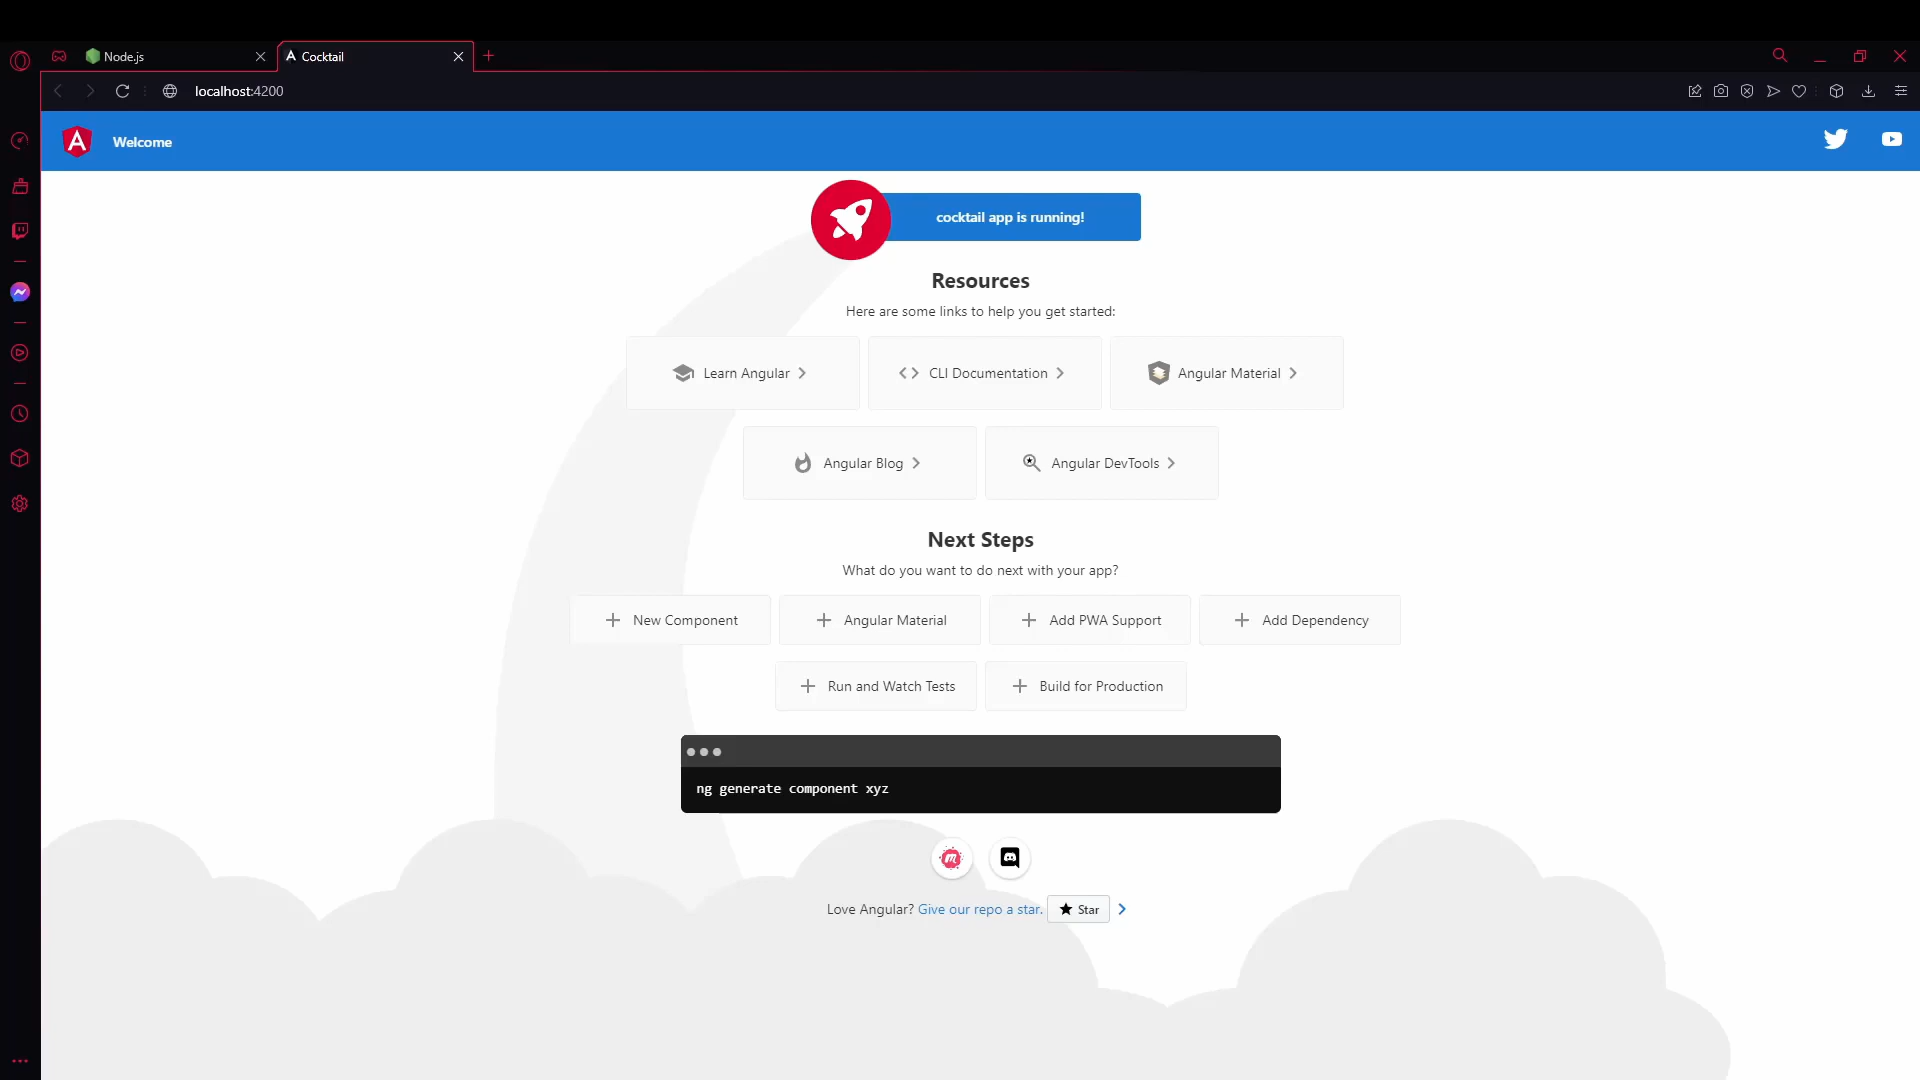 Node.js
Cocktail
localhost:4200
Welcome
cocktail app is running!
Resources
Here are some links to help you get started:
Learn Angular
CLI Documentation
Angular Material
Angular Blog
Angular DevTools
Next Steps
What do you want to do next with your app?
New Component
Angular Material
Add PWA Support
Add Dependency
Run and Watch Tests
Build for Production
ng generate component xyz
Love Angular? Give our repo a star. Star